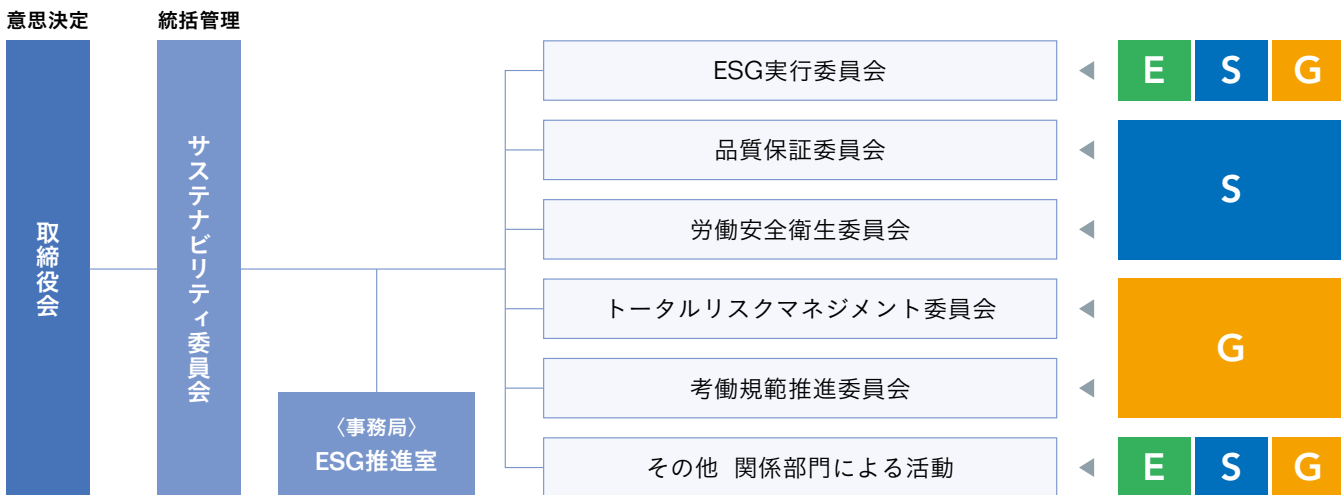 意思決定
統括管理
取締役会
サステナビリティ委員会
〈事務局〉
ESG推進室
ESG実行委員会
E S G
品質保証委員会
S
労働安全衛生委員会
トータルリスクマネジメント委員会
G
考働規範推進委員会
その他 関係部門による活動
E S G